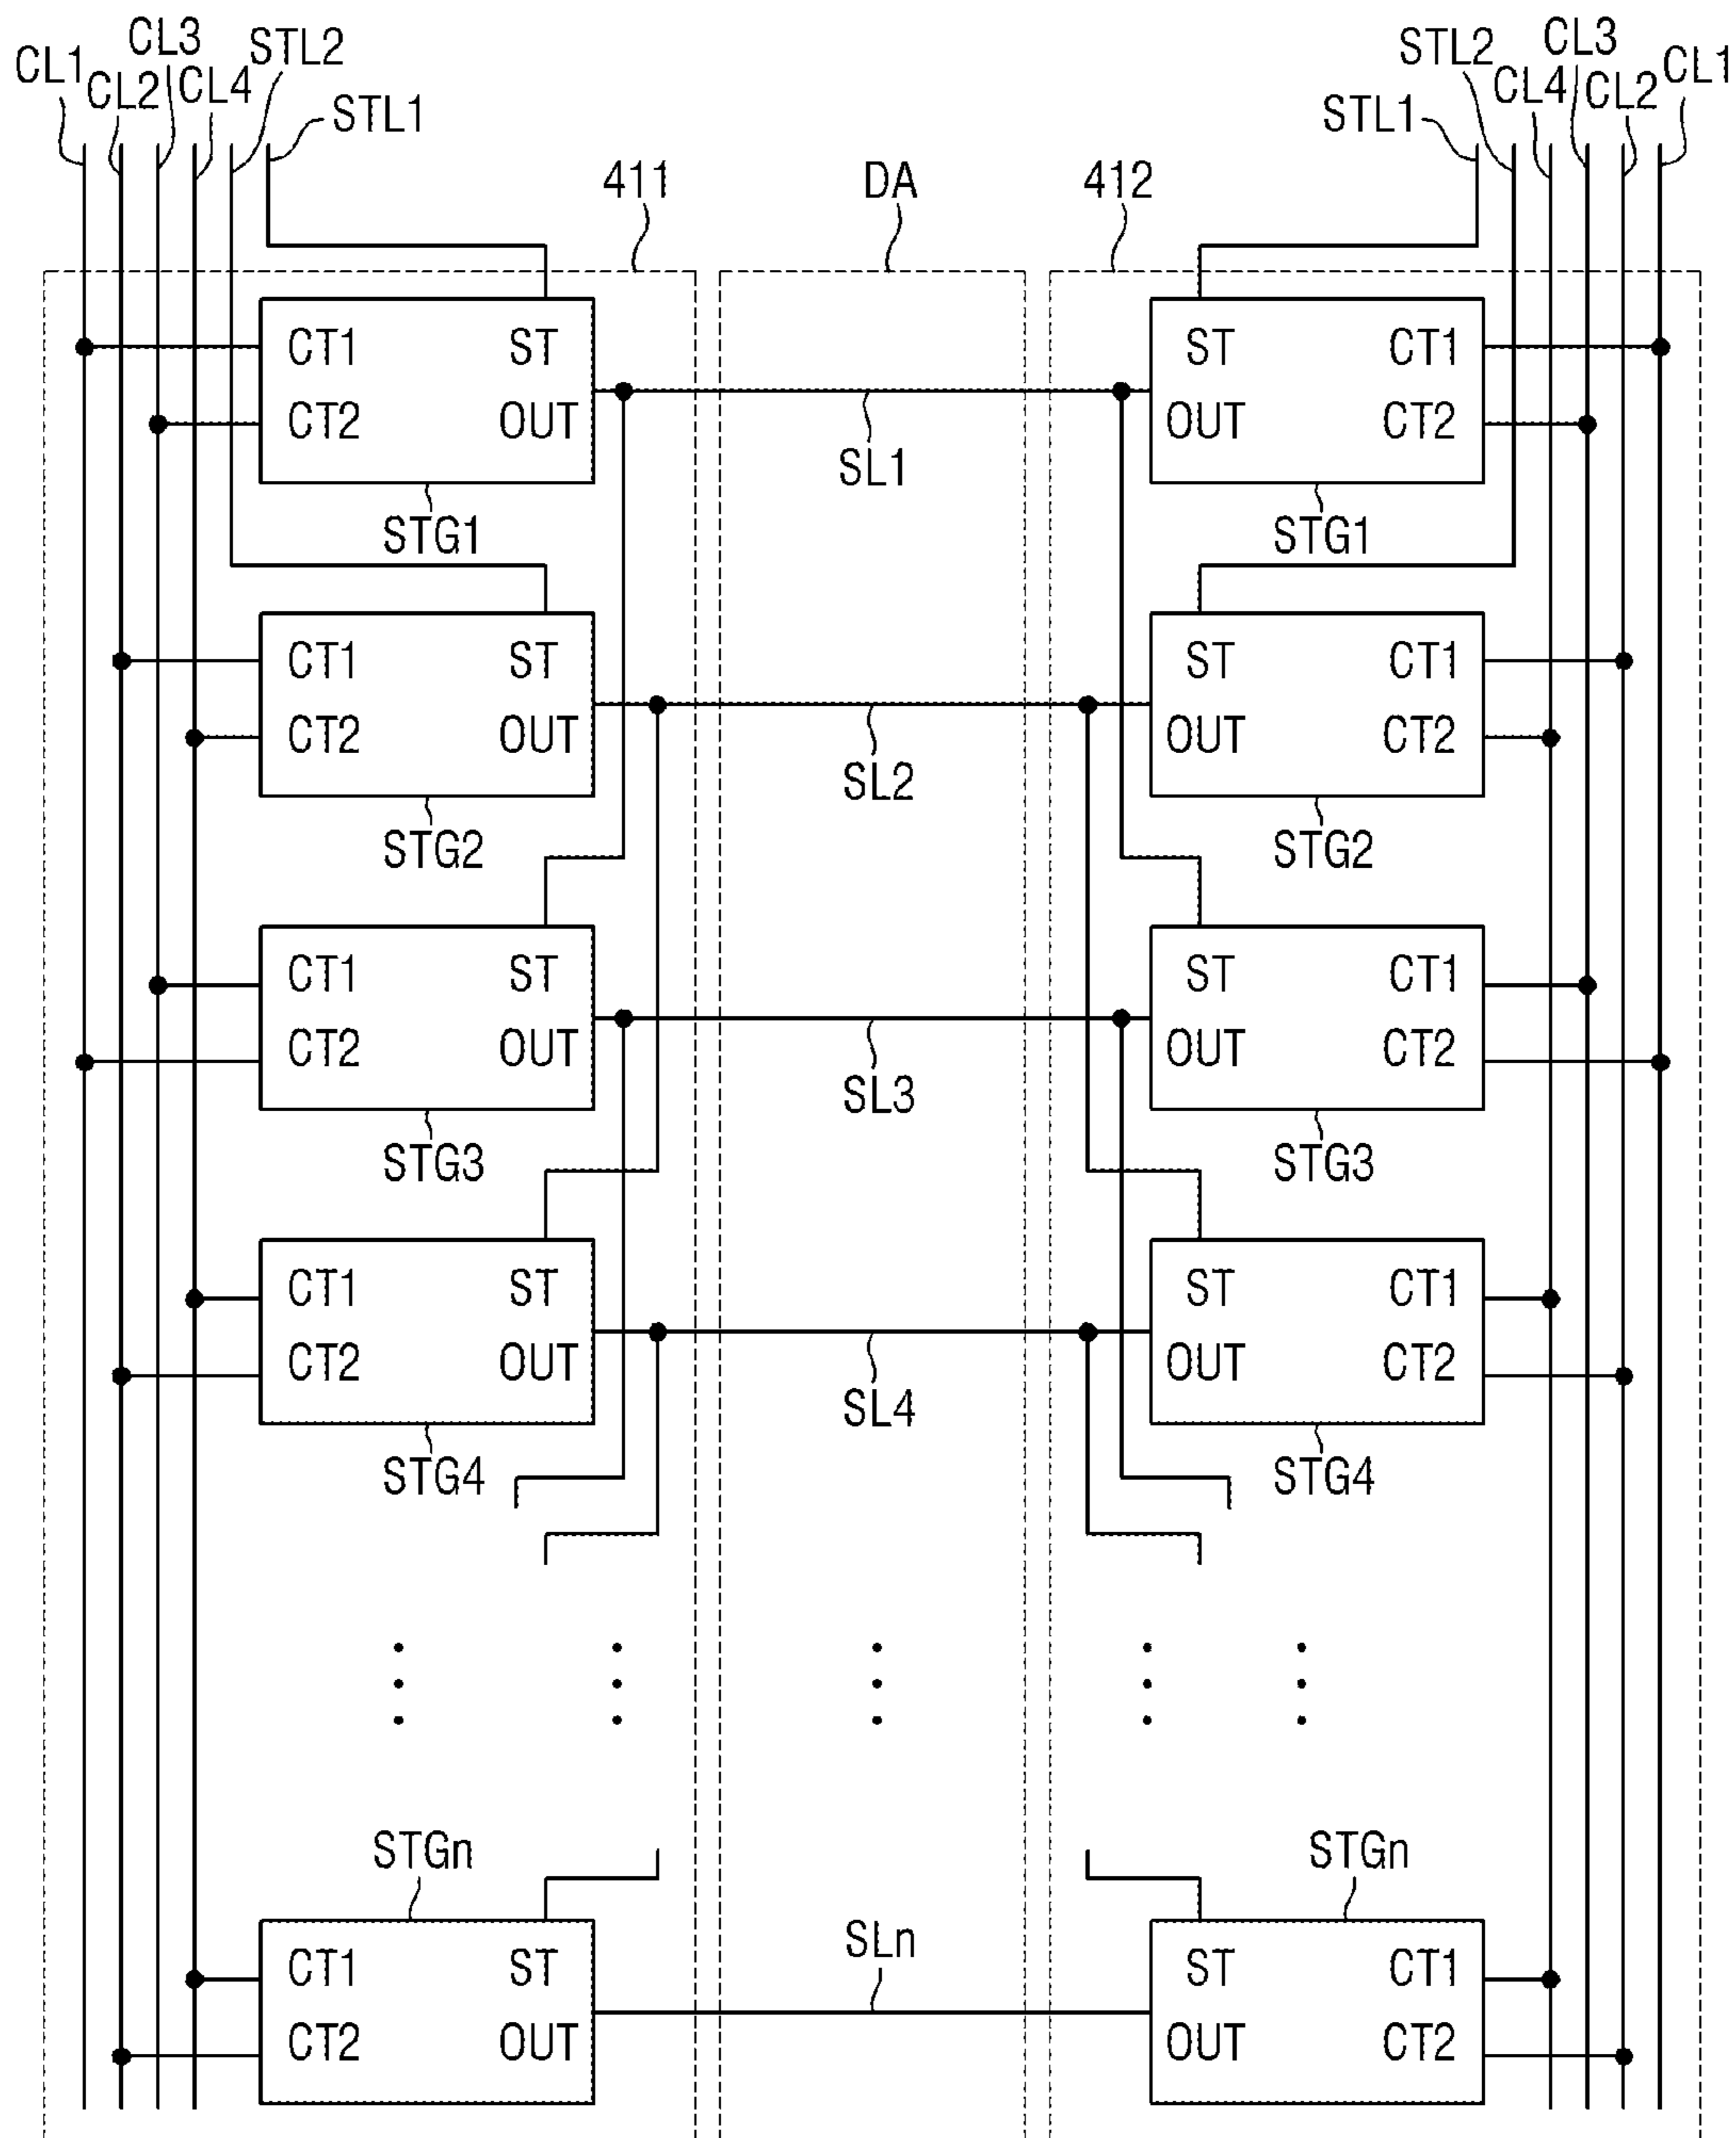 CL1 CL2 CL3 CL4 STL2 STL1
STL1 STL2 CL4 CL3 CL2 CL1
411 DA 412
CT1 ST ST CT1
CT2 OUT OUT CT2
SL1
STG1 STG1
CT1 ST ST CT1
CT2 OUT OUT CT2
SL2
STG2 STG2
CT1 ST ST CT1
CT2 OUT OUT CT2
SL3
STG3 STG3
CT1 ST ST CT1
CT2 OUT OUT CT2
SL4
STG4 STG4
STGn STGn
SLn
CT1 ST ST CT1
CT2 OUT OUT CT2